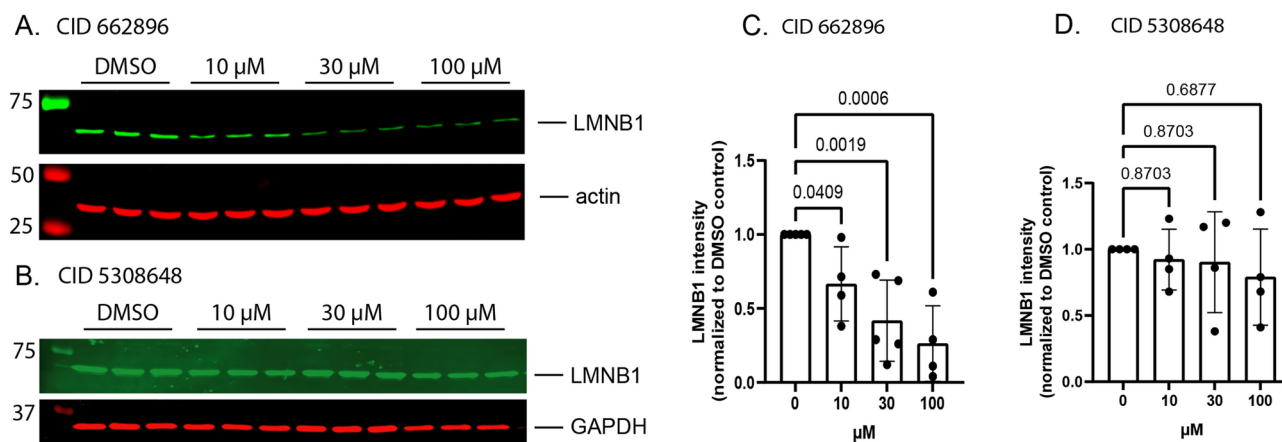 A. CID 662896
DMSO 10 µM 30 µM 100 µM
75
LMNB1
50
actin
25
B. CID 5308648
DMSO 10 µM 30 µM 100 µM
75
LMNB1
37
GAPDH
C. CID 662896
0.0006
0.0019
0.0409
1.5
1.0
0.5
0.0
LMNB1 intensity
(normalized to DMSO control)
0 10 30 100
µM
D. CID 5308648
0.6877
0.8703
0.8703
1.5
1.0
0.5
0.0
LMNB1 intensity
(normalized to DMSO control)
0 10 30 100
µM